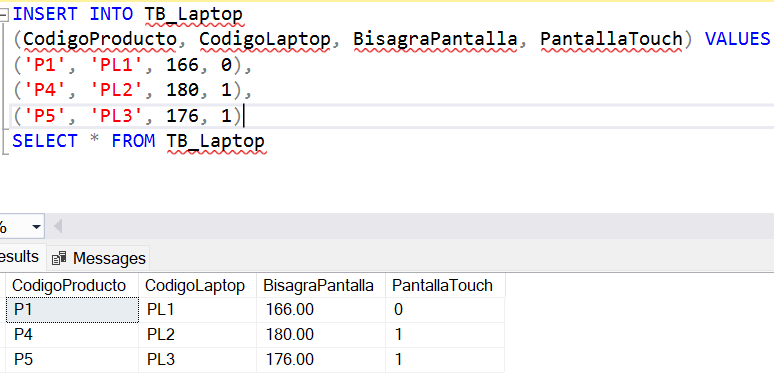 INSERT INTO TB_Laptop
(CodigoProducto, CodigoLaptop, BisagraPantalla, PantallaTouch) VALUES
('P1', 'PL1', 166, 0),
('P4', 'PL2', 180, 1),
('P5', 'PL3', 176, 1)
SELECT * FROM TB_Laptop
%
esults Messages
CodigoProducto CodigoLaptop BisagraPantalla PantallaTouch
P1 PL1 166.00 0
P4 PL2 180.00 1
P5 PL3 176.00 1